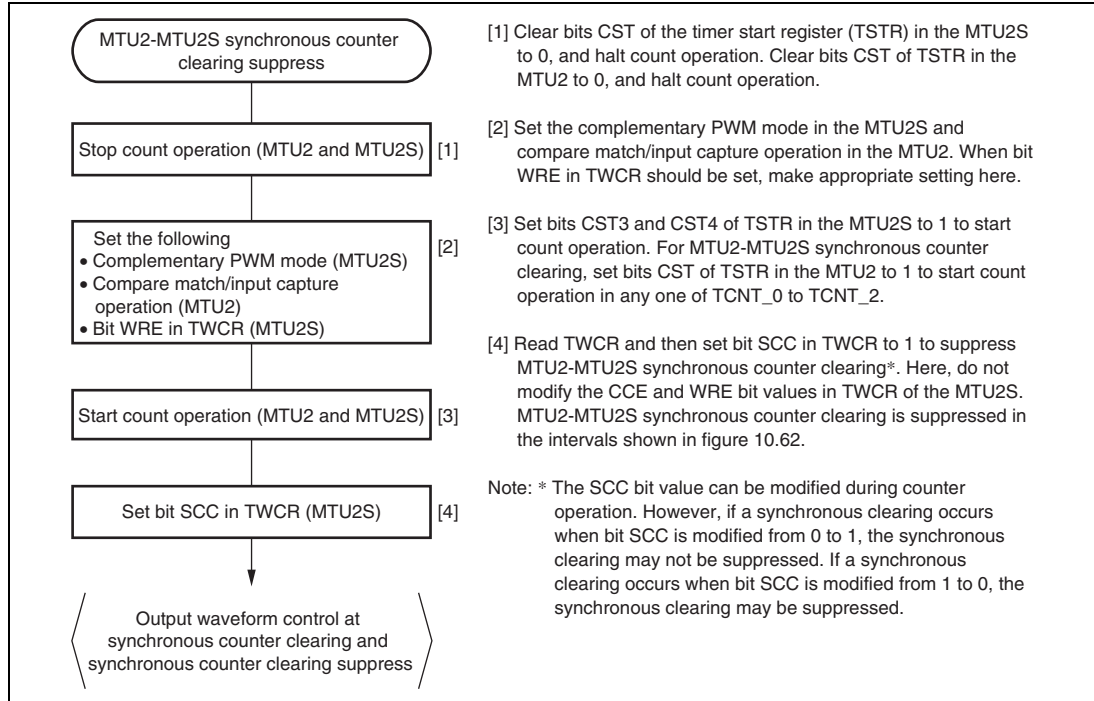 MTU2-MTU2S synchronous counter
clearing suppress
Stop count operation (MTU2 and MTU2S)
[1]
Set the following
• Complementary PWM mode (MTU2S)
• Compare match/input capture
operation (MTU2)
• Bit WRE in TWCR (MTU2S)
[2]
Start count operation (MTU2 and MTU2S)
[3]
Set bit SCC in TWCR (MTU2S)
[4]
Output waveform control at
synchronous counter clearing and
synchronous counter clearing suppress
[1] Clear bits CST of the timer start register (TSTR) in the MTU2S
to 0, and halt count operation. Clear bits CST of TSTR in the
MTU2 to 0, and halt count operation.
[2] Set the complementary PWM mode in the MTU2S and
compare match/input capture operation in the MTU2. When bit
WRE in TWCR should be set, make appropriate setting here.
[3] Set bits CST3 and CST4 of TSTR in the MTU2S to 1 to start
count operation. For MTU2-MTU2S synchronous counter
clearing, set bits CST of TSTR in the MTU2 to 1 to start count
operation in any one of TCNT_0 to TCNT_2.
[4] Read TWCR and then set bit SCC in TWCR to 1 to suppress
MTU2-MTU2S synchronous counter clearing*. Here, do not
modify the CCE and WRE bit values in TWCR of the MTU2S.
MTU2-MTU2S synchronous counter clearing is suppressed in
the intervals shown in figure 10.62.
Note: * The SCC bit value can be modified during counter
operation. However, if a synchronous clearing occurs
when bit SCC is modified from 0 to 1, the synchronous
clearing may not be suppressed. If a synchronous
clearing occurs when bit SCC is modified from 1 to 0, the
synchronous clearing may be suppressed.